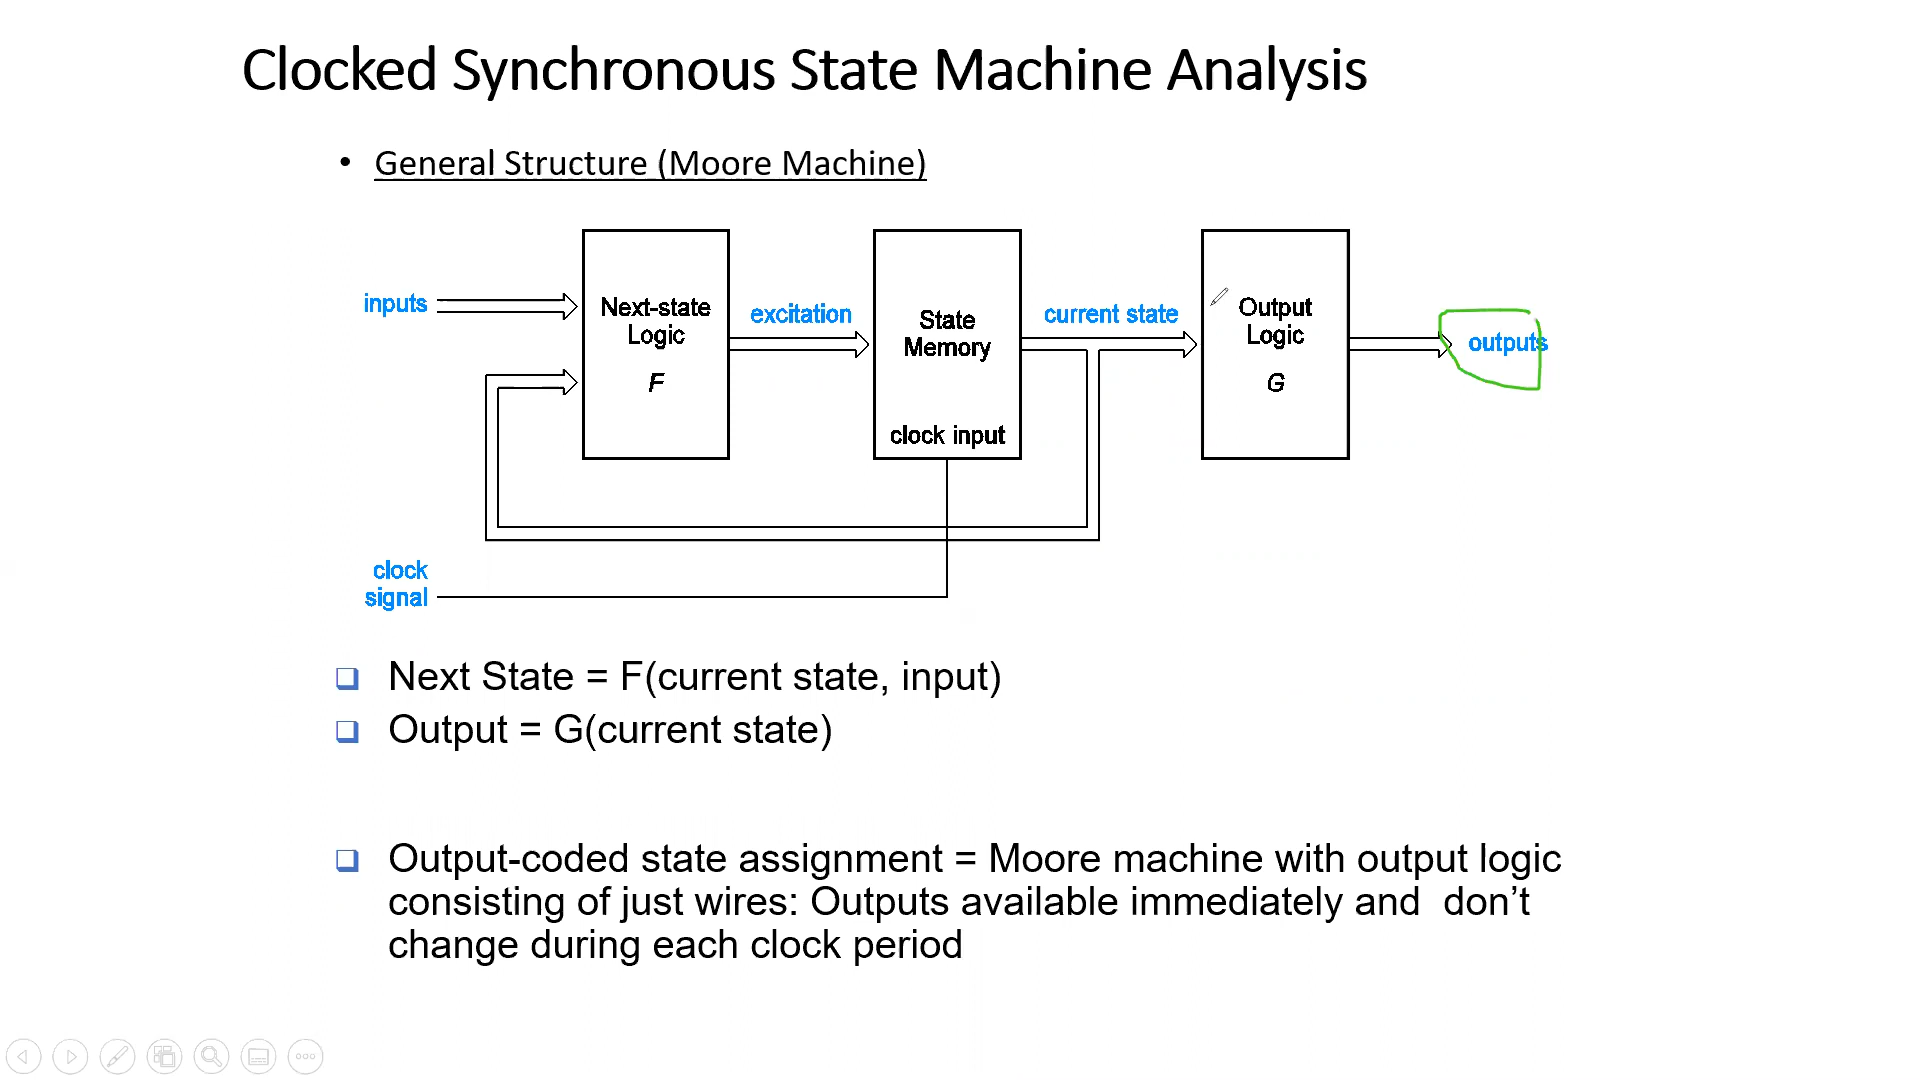 Clocked Synchronous State Machine Analysis
• General Structure (Moore Machine)
inputs
Next-state
Logic
F
excitation
State
Memory
clock input
current state
Output
Logic
G
outputs
clock
signal
Next State = F(current state, input)
Output = G(current state)
Output-coded state assignment = Moore machine with output logic
consisting of just wires: Outputs available immediately and don’t
change during each clock period